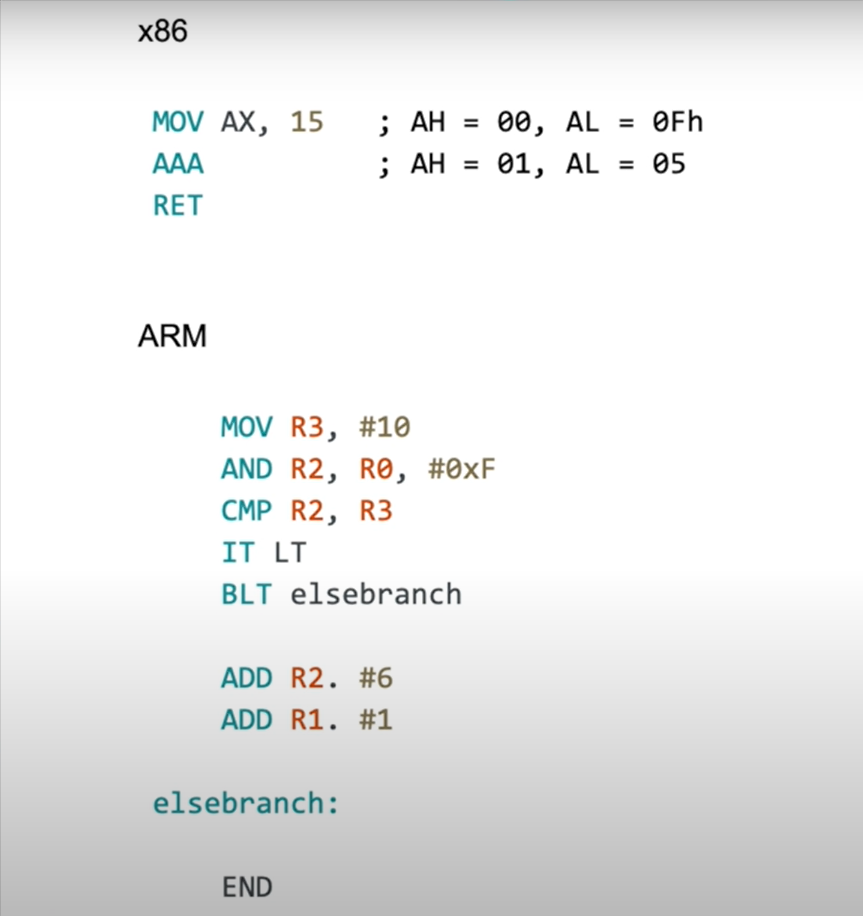 x86
MOV AX, 15 ; AH = 00, AL = 0Fh
AAA ; AH = 01, AL = 05
RET
ARM
MOV R3, #10
AND R2, R0, #0xF
CMP R2, R3
IT LT
BLT elsebranch
ADD R2. #6
ADD R1. #1
elsebranch:
END